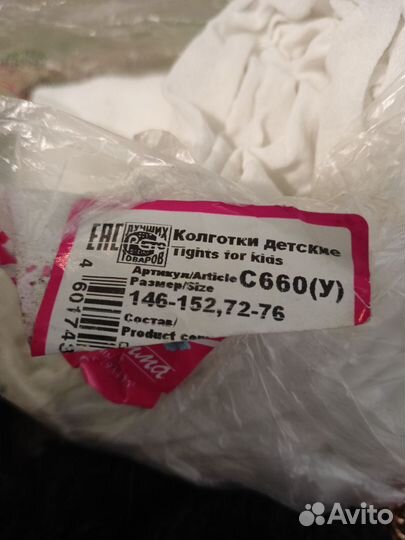 EAC
ЛУЧШИХ
ТОВАРОВ
Колготки детские
Tights for kids
Артикул/Article С660(У)
Размер/Size
146-152,72-76
Состав/
Product com
4 601743
Avito